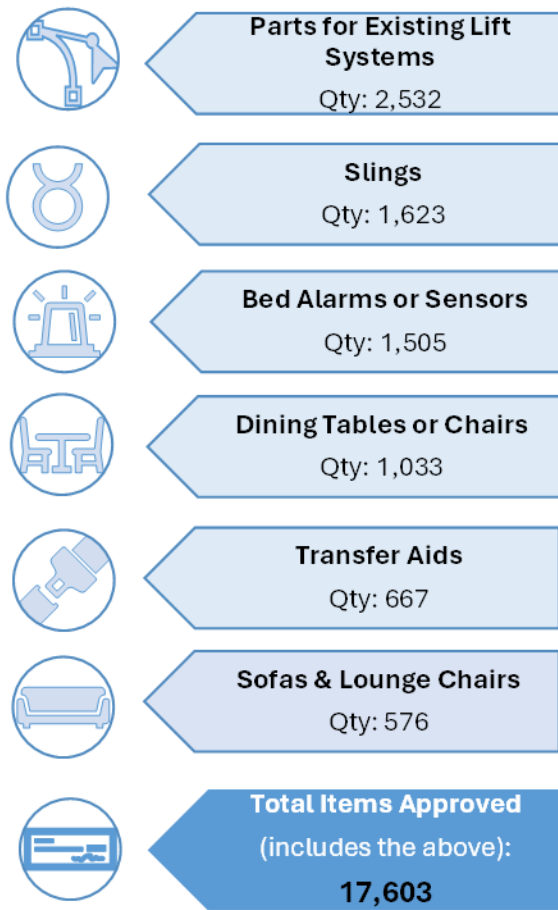 Parts for Existing Lift
Systems
Qty: 2,532
Slings
Qty: 1,623
Bed Alarms or Sensors
Qty: 1,505
Dining Tables or Chairs
Qty: 1,033
Transfer Aids
Qty: 667
Sofas & Lounge Chairs
Qty: 576
Total Items Approved
(includes the above):
17,603